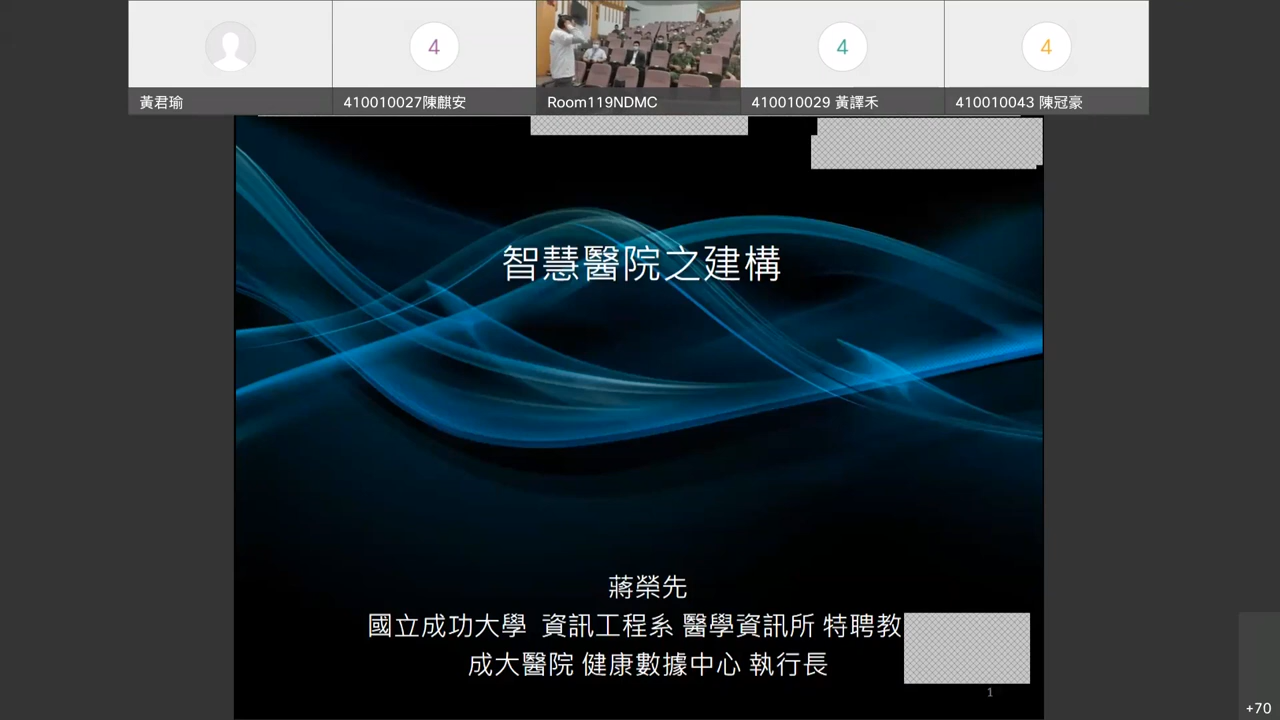 4
4
4
黃君瑜
410010027陳麒安
Room119NDMC
410010029 黃譯禾
410010043 陳冠豪
智慧醫院之建構
蔣榮先
國立成功大學 資訊工程系 醫學資訊所 特聘教
成大醫院 健康數據中心 執行長
1
+70